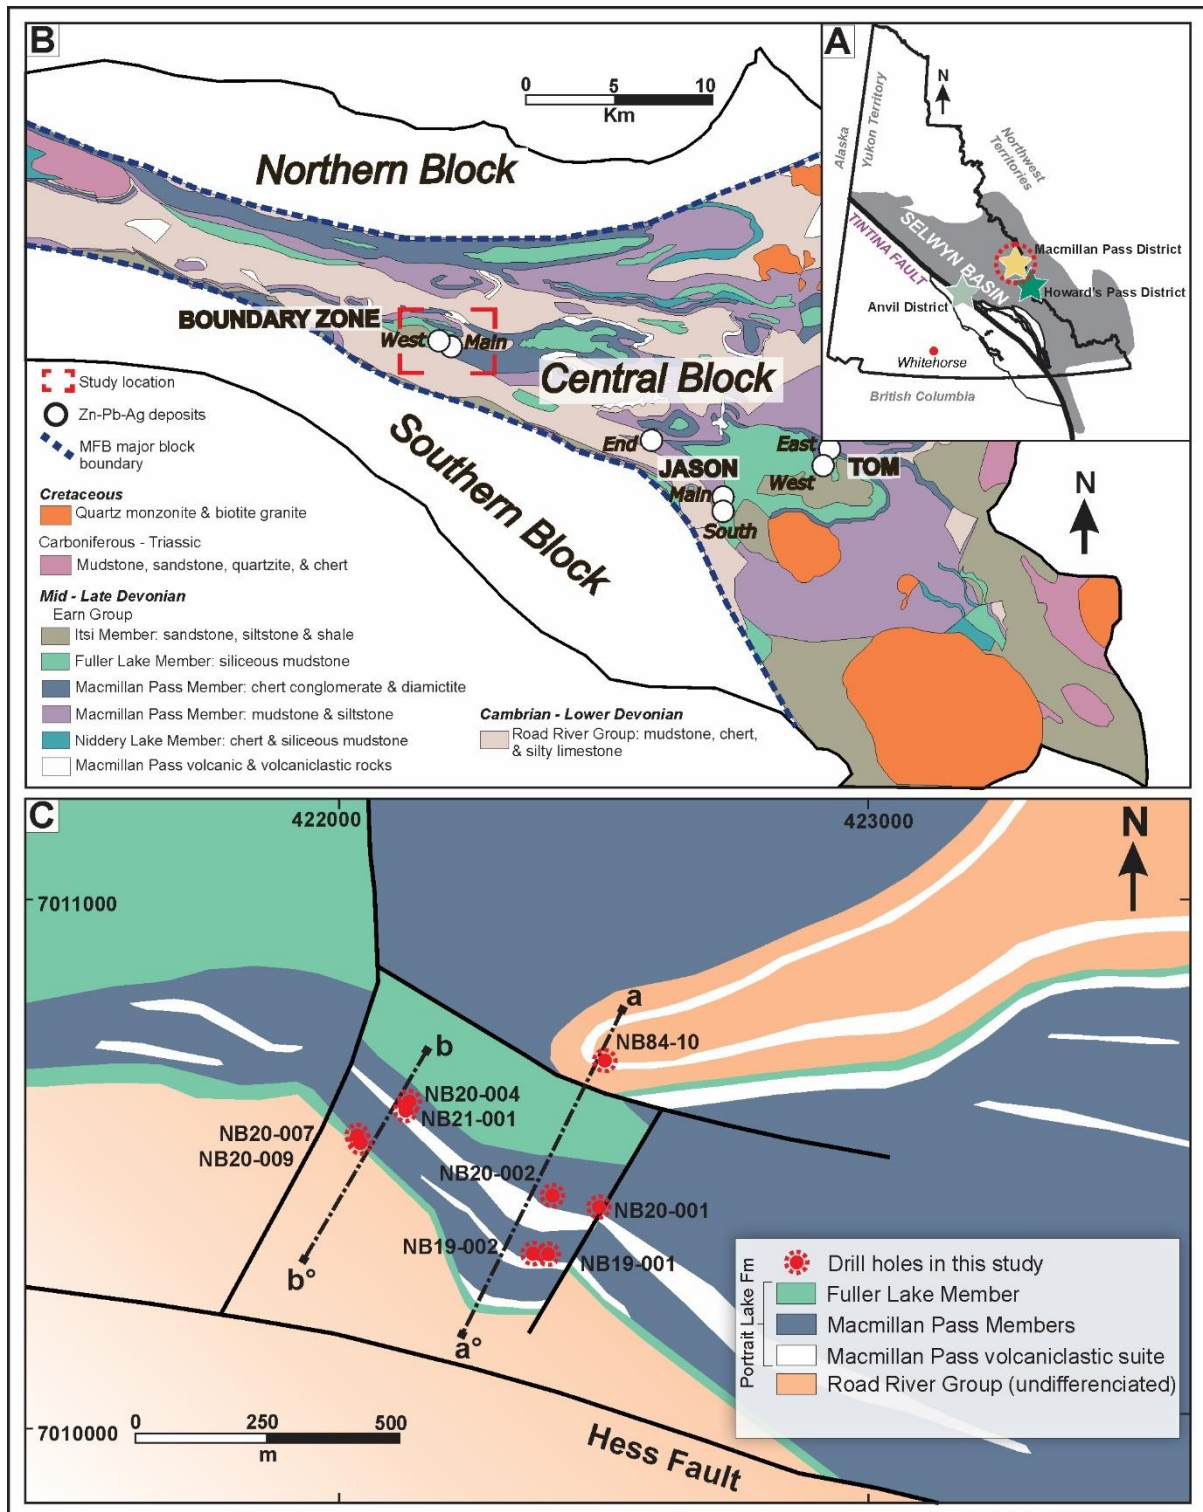 B
0 5 10
Km
Northern Block
BOUNDARY ZONE
West
Main
Central Block
Southern Block
End
JASON
Main
South
East
TOM
West
N
Study location
Zn-Pb-Ag deposits
MFB major block
boundary
Cretaceous
Quartz monzonite & biotite granite
Carboniferous - Triassic
Mudstone, sandstone, quartzite, & chert
Mid - Late Devonian
Earn Group
Itsi Member: sandstone, siltstone & shale
Fuller Lake Member: siliceous mudstone
Macmillan Pass Member: chert conglomerate & diamictite
Macmillan Pass Member: mudstone & siltstone
Niddery Lake Member: chert & siliceous mudstone
Macmillan Pass volcanic & volcaniclastic rocks
Cambrian - Lower Devonian
Road River Group: mudstone, chert,
& silty limestone
A
N
Alaska
Yukon Territory
Northwest
Territories
TINTINA FAULT
SELWYN BASIN
Macmillan Pass District
Howard's Pass District
Anvil District
Whitehorse
British Columbia
C
422000
423000
N
7011000
a
NB84-10
b
NB20-004
NB21-001
NB20-007
NB20-009
NB20-002
NB20-001
NB19-002
NB19-001
b°
a°
7010000
0 250 500
m
Hess Fault
Portrait Lake Fm
Drill holes in this study
Fuller Lake Member
Macmillan Pass Members
Macmillan Pass volcaniclastic suite
Road River Group (undifferenciated)